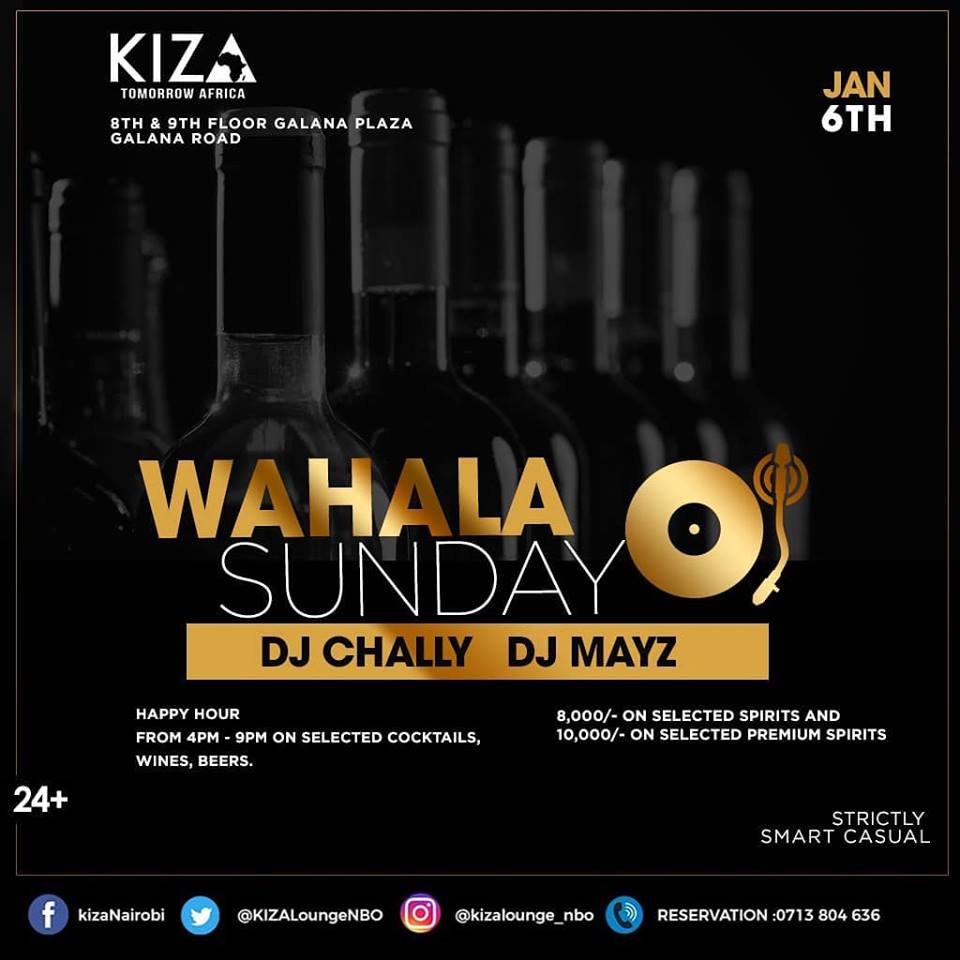 KIZA
TOMORROW AFRICA
8TH & 9TH FLOOR GALANA PLAZA
GALANA ROAD
JAN
6TH
WAHALA
SUNDAY
DJ CHALLY DJ MAYZ
HAPPY HOUR
FROM 4PM - 9PM ON SELECTED COCKTAILS,
WINES, BEERS.
8,000/- ON SELECTED SPIRITS AND
10,000/- ON SELECTED PREMIUM SPIRITS
24+
STRICTLY
SMART CASUAL
kizaNairobi @KIZALoungeNBO @kizalounge_nbo RESERVATION :0713 804 636